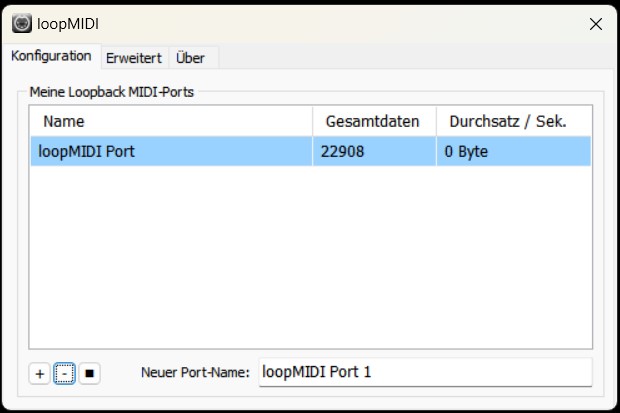 loopMIDI
Konfiguration Erweitert Über
Meine Loopback MIDI-Ports
Name Gesamtdaten Durchsatz / Sek.
loopMIDI Port 22908 0 Byte
+ - ■ Neuer Port-Name: loopMIDI Port 1